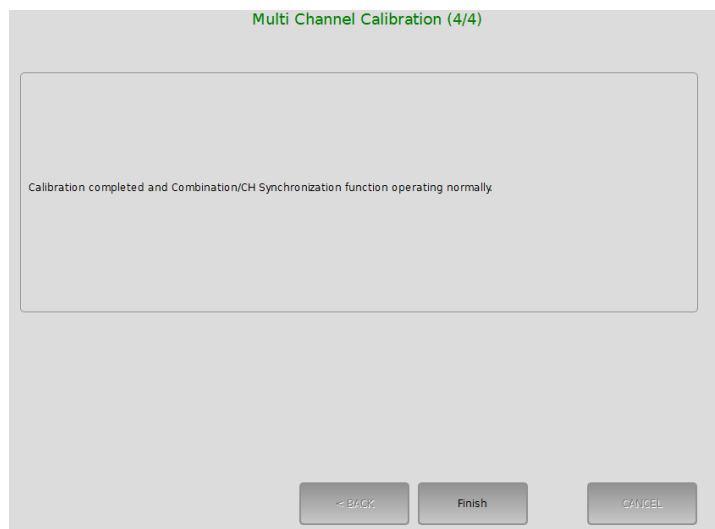 Multi Channel Calibration (4/4)
Calibration completed and Combination/CH Synchronization function operating normally.
< BACK
Finish
CANCEL